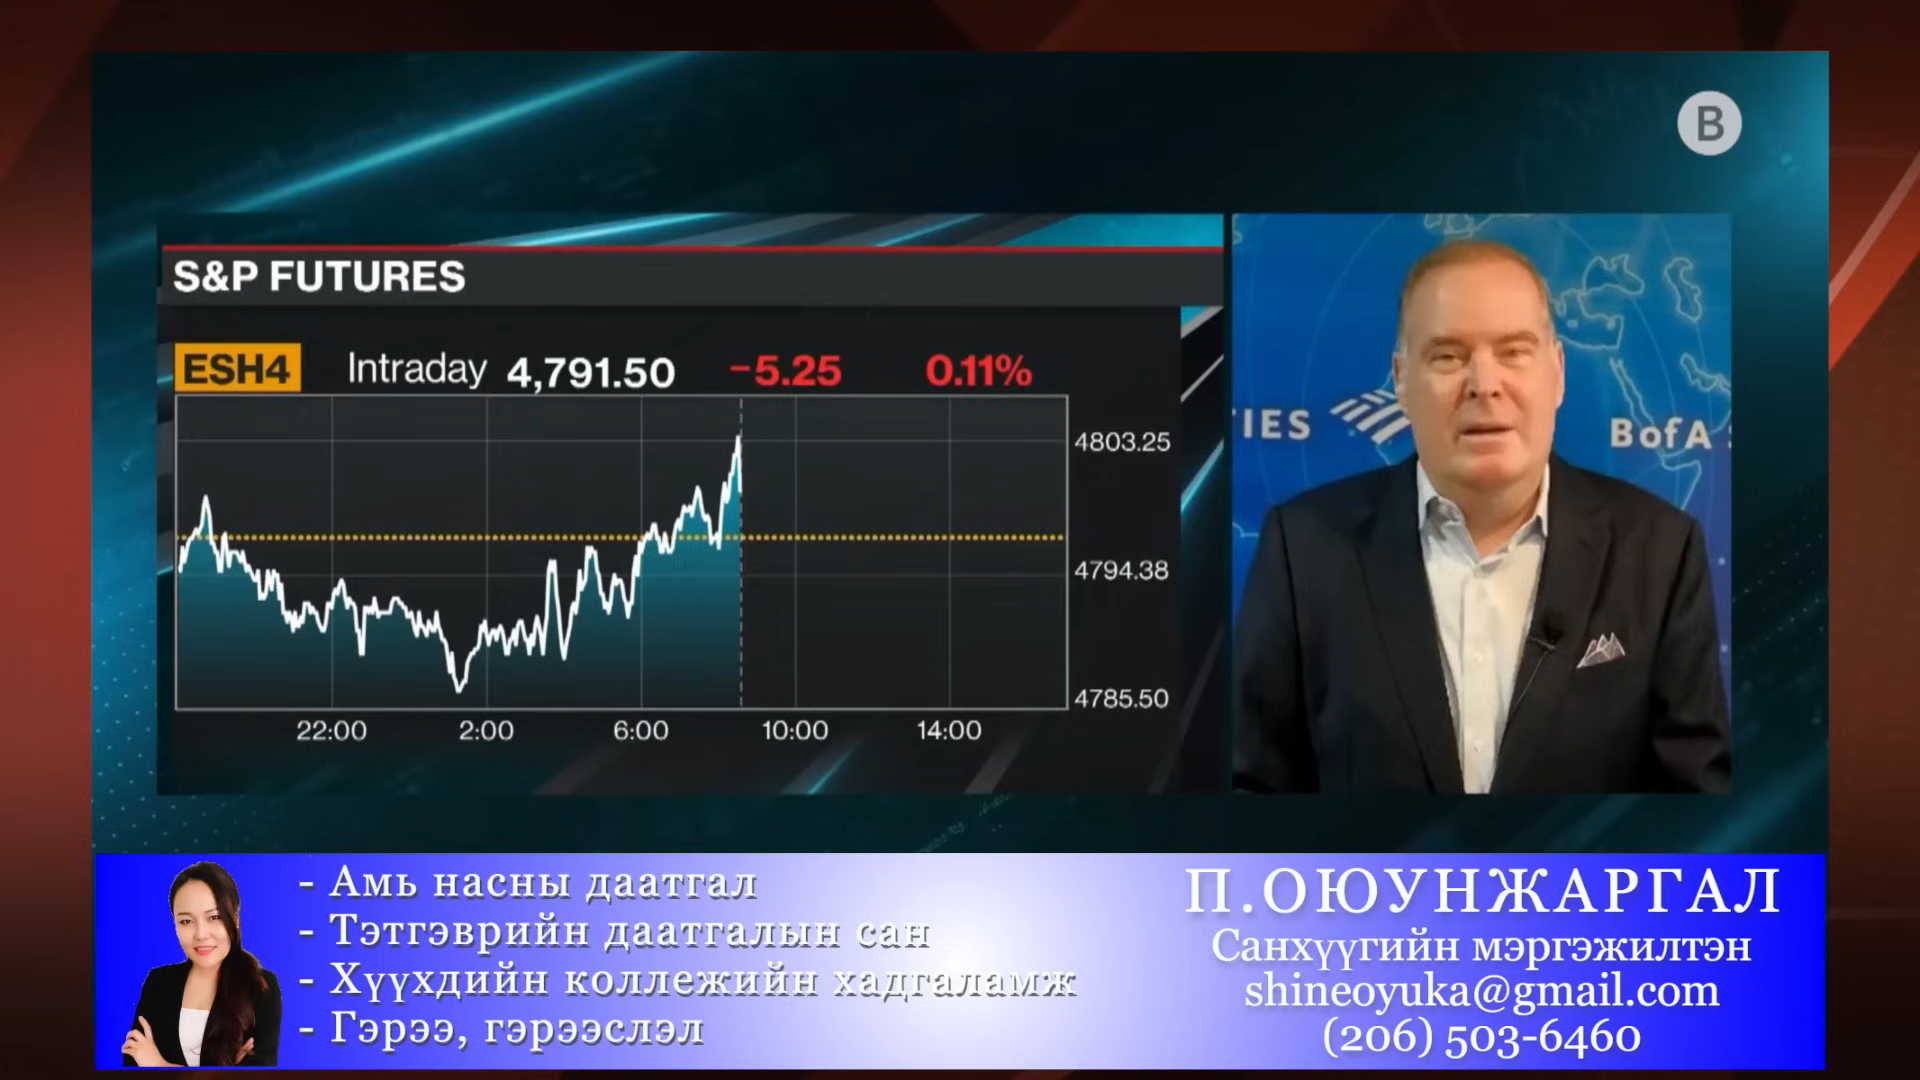 B
S&P FUTURES
ESH4 Intraday 4,791.50 −5.25 0.11%
4803.25
4794.38
4785.50
22:00 2:00 6:00 10:00 14:00
TIES BofA
- Амь насны даатгал
- Тэтгэврийн даатгалын сан
- Хүүхдийн коллежийн хадгаламж
- Гэрээ, гэрээслэл
П.ОЮУНЖАРГАЛ
Санхүүгийн мэргэжилтэн
shineoyuka@gmail.com
(206) 503-6460